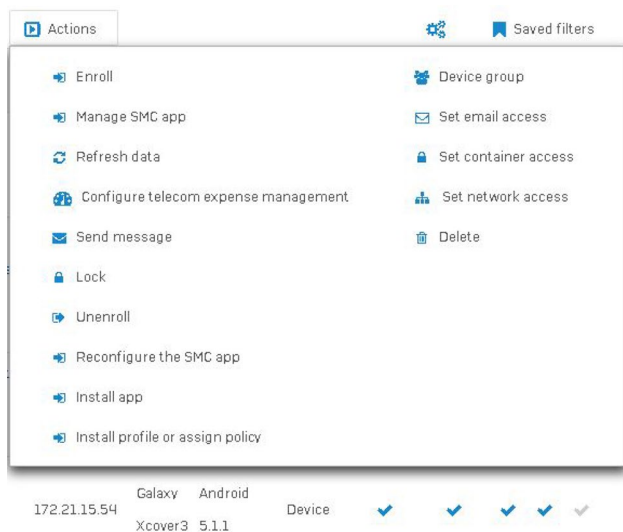 Actions
Saved filters
Enroll
Manage SMC app
Refresh data
Configure telecom expense management
Send message
Lock
Unenroll
Reconfigure the SMC app
Install app
Install profile or assign policy
Device group
Set email access
Set container access
Set network access
Delete
172.21.15.54
Galaxy
Xcover3
Android
5.1.1
Device